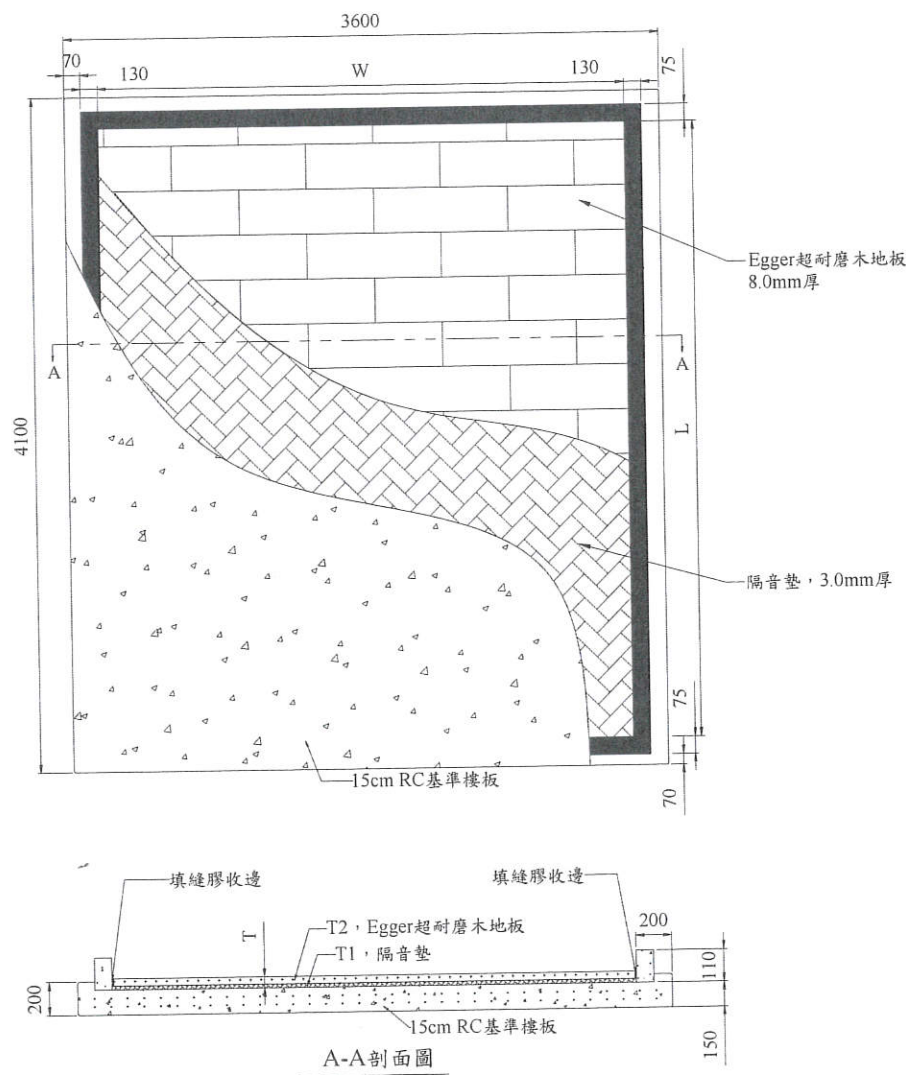 3600
70
130
W
130
75
4100
Egger超耐磨木地板
8.0mm厚
A
A
L
隔音墊，3.0mm厚
75
15cm RC基準樓板
70
填縫膠收邊
填縫膠收邊
T
T2，Egger超耐磨木地板
T1，隔音墊
200
110
200
15cm RC基準樓板
150
A-A剖面圖